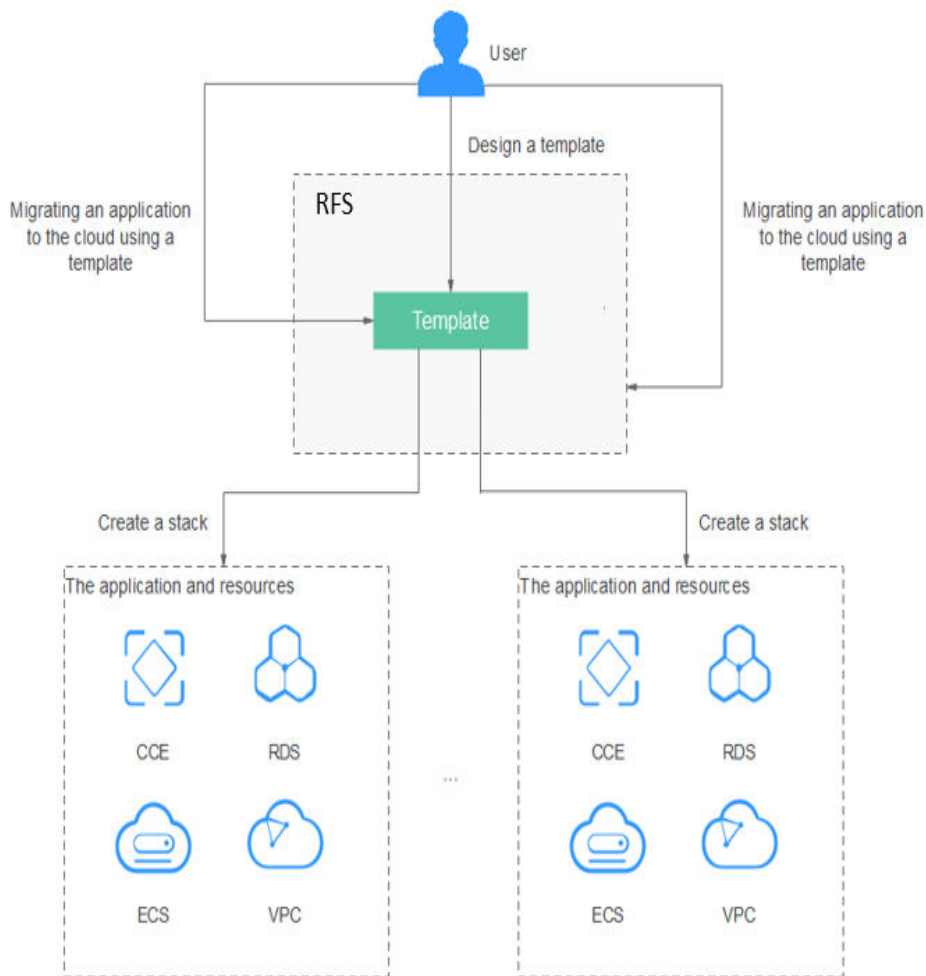 User
Design a template
RFS
Migrating an application
to the cloud using a
template
Migrating an application
to the cloud using a
template
Template
Create a stack
Create a stack
The application and resources
The application and resources
CCE
RDS
CCE
RDS
...
ECS
VPC
ECS
VPC